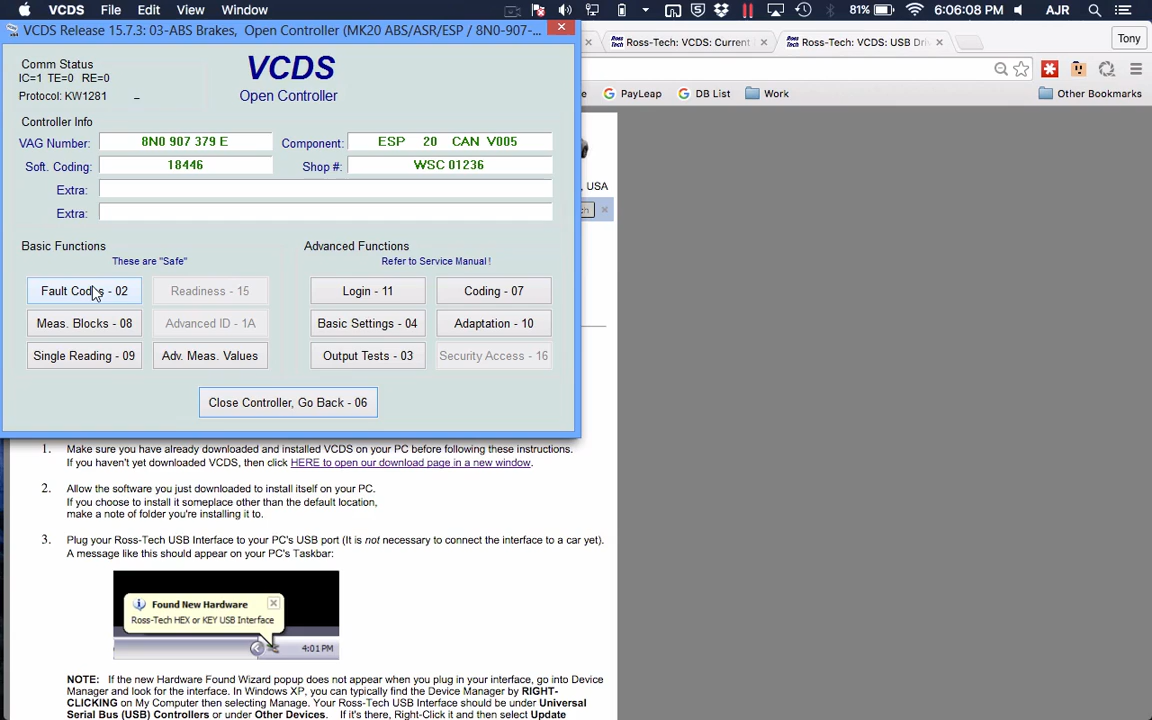 VCDS File Edit View Window 81% Wed 6:06:08 PM AJR
VCDS Release 15.7.3: 03-ABS Brakes, Open Controller (MK20 ABS/ASR/ESP / 8N0-907-...
Ross-Tech: VCDS: Current
Ross-Tech: VCDS: USB Driv
Tony
Comm Status
IC=1 TE=0 RE=0
Protocol: KW1281
VCDS
Open Controller
PayLeap
DB List
Work
Other Bookmarks
Controller Info
VAG Number: 8N0 907 379 E
Component: ESP 20 CAN V005
Soft. Coding: 18446
Shop #: WSC 01236
Extra:
Extra:
, USA
Basic Functions
These are "Safe"
Advanced Functions
Refer to Service Manual!
Fault Codes - 02
Readiness - 15
Login - 11
Coding - 07
Meas. Blocks - 08
Advanced ID - 1A
Basic Settings - 04
Adaptation - 10
Single Reading - 09
Adv. Meas. Values
Output Tests - 03
Security Access - 16
Close Controller, Go Back - 06
1. Make sure you have already downloaded and installed VCDS on your PC before following these instructions.
If you haven't yet downloaded VCDS, then click HERE to open our download page in a new window.
2. Allow the software you just downloaded to install itself on your PC.
If you choose to install it someplace other than the default location,
make a note of folder you're installing it to.
3. Plug your Ross-Tech USB Interface to your PC's USB port (It is not necessary to connect the interface to a car yet).
A message like this should appear on your PC's Taskbar:
Found New Hardware
Ross-Tech HEX or KEY USB Interface
4:01 PM
NOTE: If the new Hardware Found Wizard popup does not appear when you plug in your interface, go into Device
Manager and look for the interface. In Windows XP, you can typically find the Device Manager by RIGHT-
CLICKING on My Computer then selecting Manage. Your Ross-Tech USB Interface should be under Universal
Serial Bus (USB) Controllers or under Other Devices. If it's there, Right-Click it and then select Update